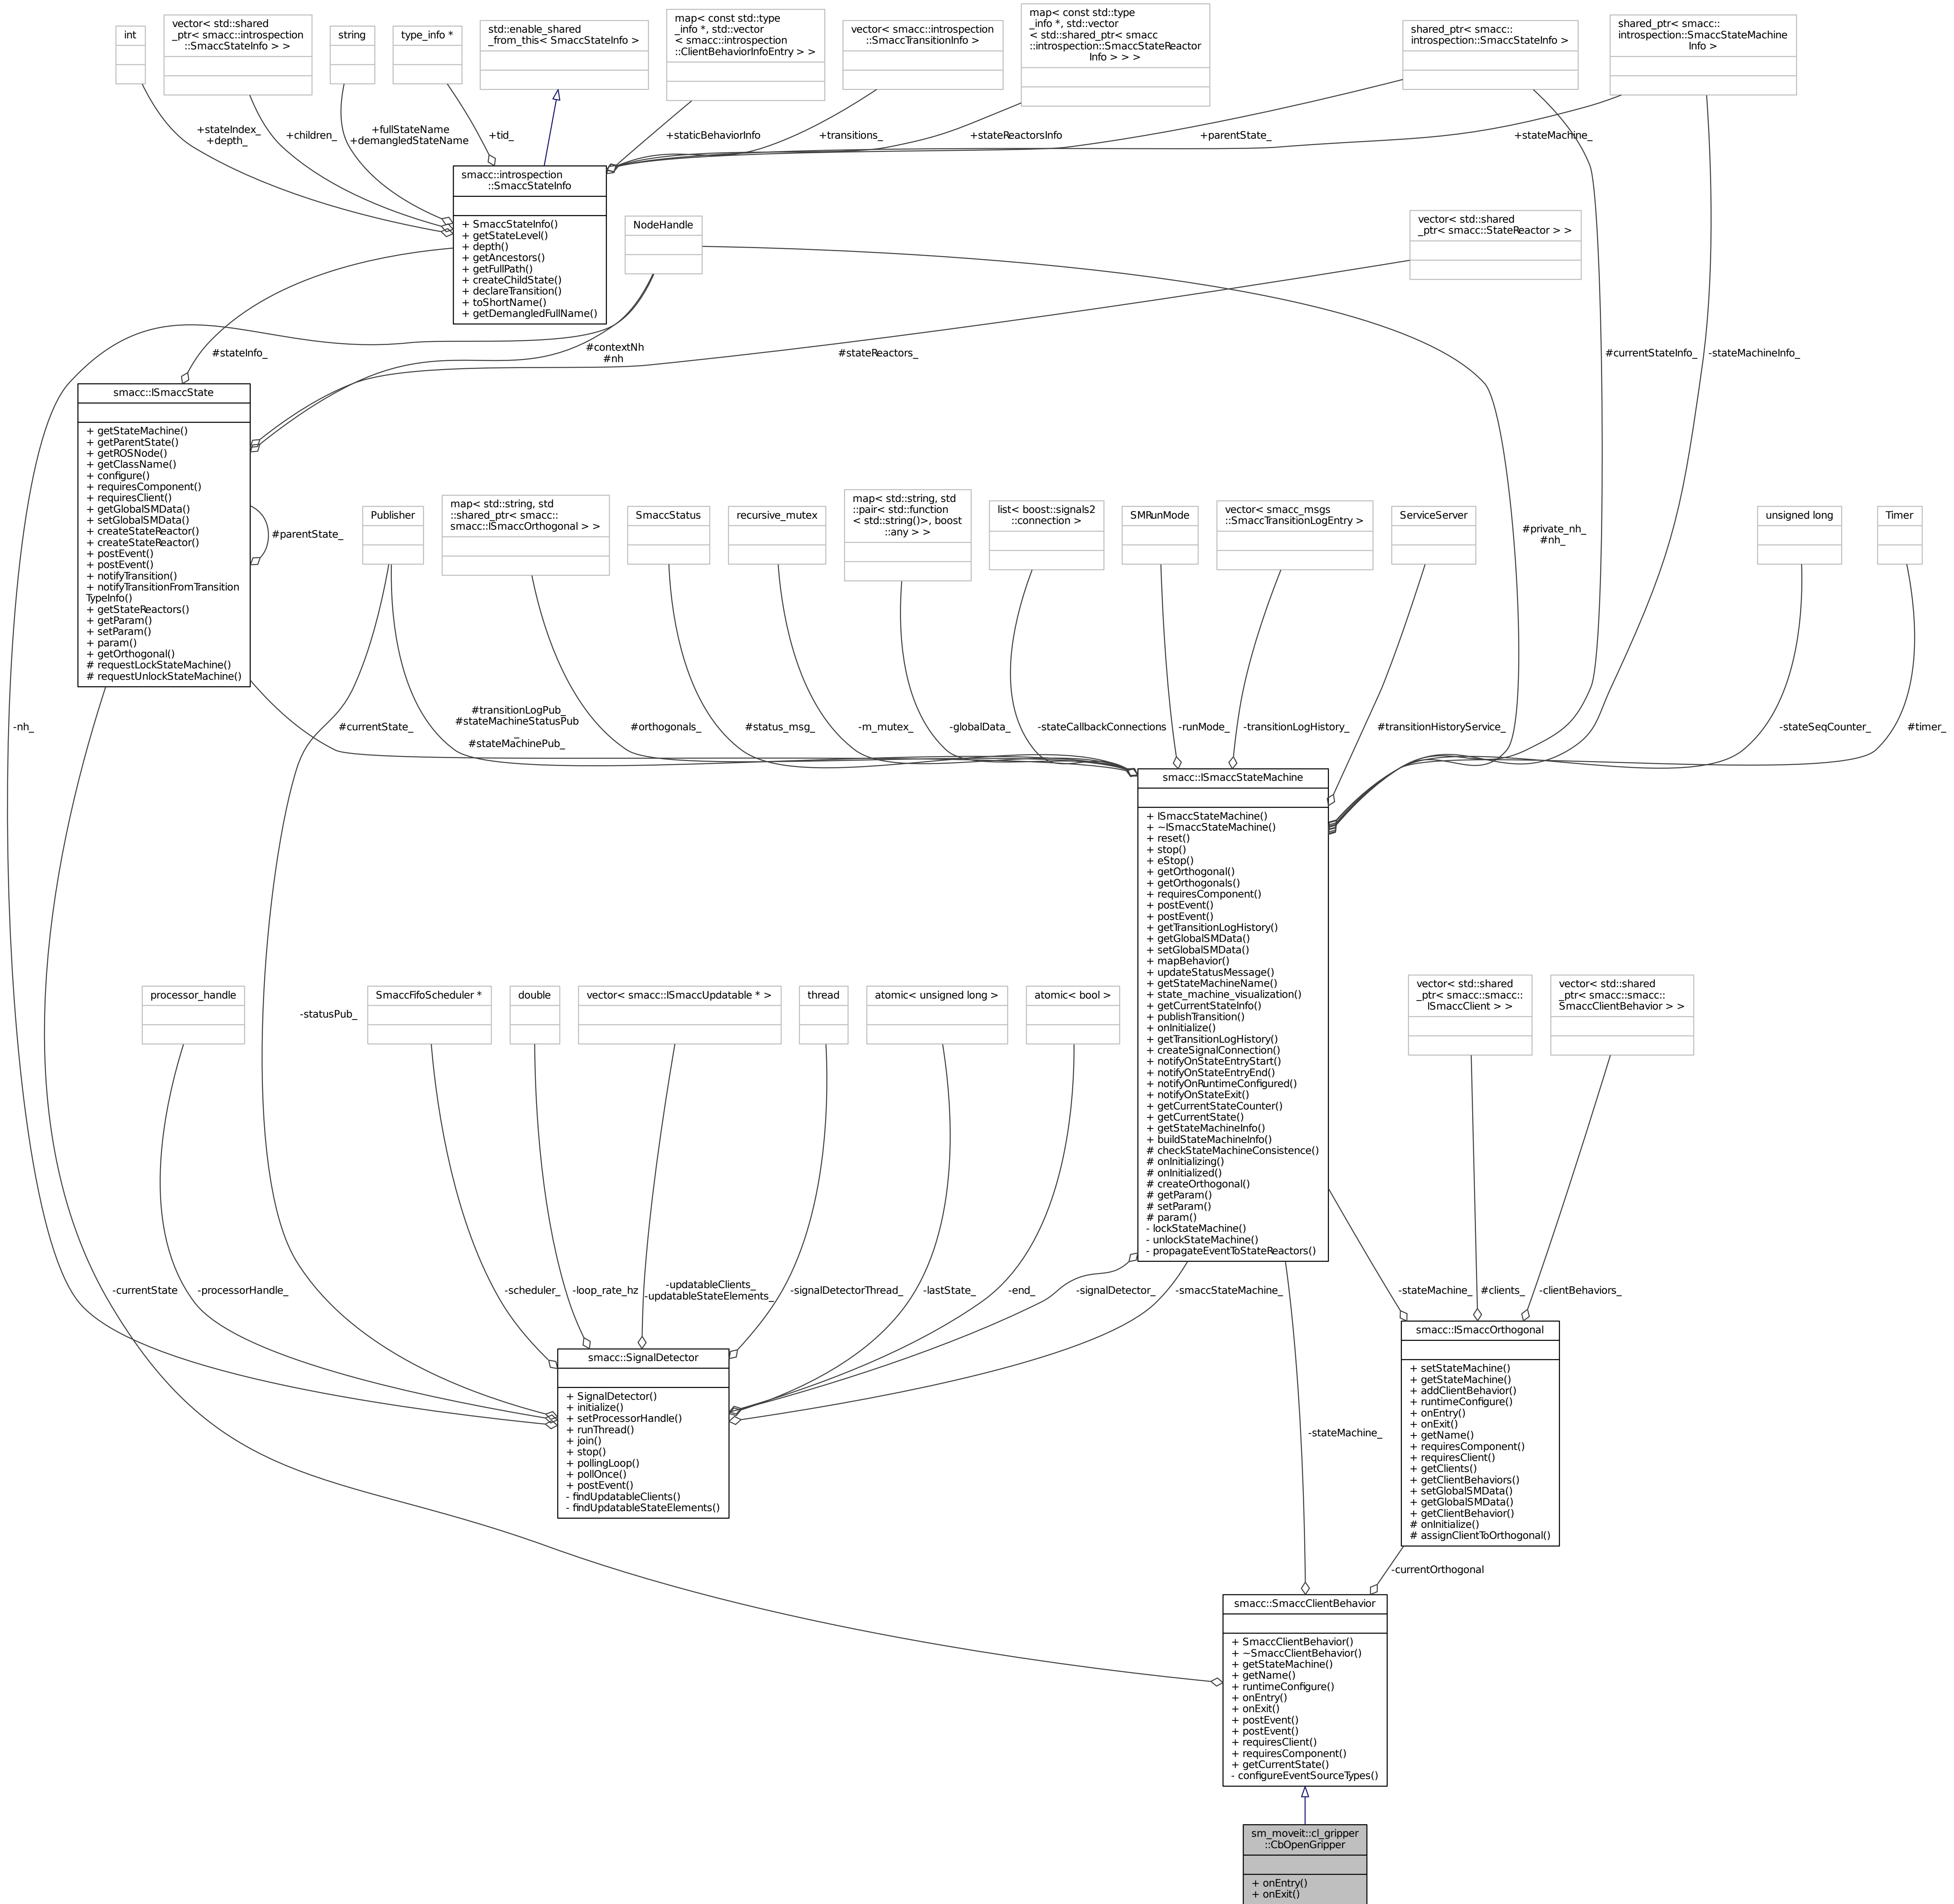 int
vector< std::shared
_ptr< smacc::introspection
::SmaccStateInfo > >
string
type_info *
std::enable_shared
_from_this< SmaccStateInfo >
map< const std::type
_info *, std::vector
< smacc::introspection
::ClientBehaviorInfoEntry > >
vector< smacc::introspection
::SmaccTransitionInfo >
map< const std::type
_info *, std::vector
< std::shared_ptr< smacc
::introspection::SmaccStateReactor
Info > > >
shared_ptr< smacc::
introspection::SmaccStateInfo >
shared_ptr< smacc::
introspection::SmaccStateMachine
Info >
+stateIndex_
+depth_
+children_
+fullStateName
+demangledStateName
+tid_
+staticBehaviorInfo
+transitions_
+stateReactorsInfo
+parentState_
+stateMachine_
smacc::introspection
::SmaccStateInfo
+ SmaccStateInfo()
+ getStateLevel()
+ depth()
+ getAncestors()
+ getFullPath()
+ createChildState()
+ declareTransition()
+ toShortName()
+ getDemangledFullName()
NodeHandle
vector< std::shared
_ptr< smacc::StateReactor > >
#stateInfo_
#contextNh
#nh
#stateReactors_
#currentStateInfo_
-stateMachineInfo_
smacc::ISmaccState
+ getStateMachine()
+ getParentState()
+ getROSNode()
+ getClassName()
+ configure()
+ requiresComponent()
+ requiresClient()
+ getGlobalSMData()
+ setGlobalSMData()
+ createStateReactor()
+ createStateReactor()
+ postEvent()
+ postEvent()
+ notifyTransition()
+ notifyTransitionFromTransition
TypeInfo()
+ getStateReactors()
+ getParam()
+ setParam()
+ param()
+ getOrthogonal()
# requestLockStateMachine()
# requestUnlockStateMachine()
#parentState_
Publisher
map< std::string, std
::shared_ptr< smacc::
smacc::ISmaccOrthogonal > >
SmaccStatus
recursive_mutex
map< std::string, std
::pair< std::function
< std::string()>, boost
::any > >
list< boost::signals2
::connection >
SMRunMode
vector< smacc_msgs
::SmaccTransitionLogEntry >
ServiceServer
#private_nh_
#nh_
unsigned long
Timer
-nh_
#currentState_
#transitionLogPub_
#stateMachineStatusPub
_
#stateMachinePub_
#orthogonals_
#status_msg_
-m_mutex_
-globalData_
-stateCallbackConnections
-runMode_
-transitionLogHistory_
#transitionHistoryService_
-stateSeqCounter_
#timer_
smacc::ISmaccStateMachine
+ ISmaccStateMachine()
+ ~ISmaccStateMachine()
+ reset()
+ stop()
+ eStop()
+ getOrthogonal()
+ getOrthogonals()
+ requiresComponent()
+ postEvent()
+ postEvent()
+ getTransitionLogHistory()
+ getGlobalSMData()
+ setGlobalSMData()
+ mapBehavior()
+ updateStatusMessage()
+ getStateMachineName()
+ state_machine_visualization()
+ getCurrentStateInfo()
+ publishTransition()
+ onInitialize()
+ getTransitionLogHistory()
+ createSignalConnection()
+ notifyOnStateEntryStart()
+ notifyOnStateEntryEnd()
+ notifyOnRuntimeConfigured()
+ notifyOnStateExit()
+ getCurrentStateCounter()
+ getCurrentState()
+ getStateMachineInfo()
+ buildStateMachineInfo()
# checkStateMachineConsistence()
# onInitializing()
# onInitialized()
# createOrthogonal()
# getParam()
# setParam()
# param()
- lockStateMachine()
- unlockStateMachine()
- propagateEventToStateReactors()
processor_handle
-statusPub_
SmaccFifoScheduler *
double
vector< smacc::ISmaccUpdatable * >
thread
atomic< unsigned long >
atomic< bool >
vector< std::shared
_ptr< smacc::smacc::
ISmaccClient > >
vector< std::shared
_ptr< smacc::smacc::
SmaccClientBehavior > >
-currentState
-processorHandle_
-scheduler_
-loop_rate_hz
-updatableClients_
-updatableStateElements_
-signalDetectorThread_
-lastState_
-end_
-signalDetector_
-smaccStateMachine_
-stateMachine_
#clients_
-clientBehaviors_
smacc::SignalDetector
+ SignalDetector()
+ initialize()
+ setProcessorHandle()
+ runThread()
+ join()
+ stop()
+ pollingLoop()
+ pollOnce()
+ postEvent()
- findUpdatableClients()
- findUpdatableStateElements()
-stateMachine_
smacc::ISmaccOrthogonal
+ setStateMachine()
+ getStateMachine()
+ addClientBehavior()
+ runtimeConfigure()
+ onEntry()
+ onExit()
+ getName()
+ requiresComponent()
+ requiresClient()
+ getClients()
+ getClientBehaviors()
+ setGlobalSMData()
+ getGlobalSMData()
+ getClientBehavior()
# onInitialize()
# assignClientToOrthogonal()
-currentOrthogonal
smacc::SmaccClientBehavior
+ SmaccClientBehavior()
+ ~SmaccClientBehavior()
+ getStateMachine()
+ getName()
+ runtimeConfigure()
+ onEntry()
+ onExit()
+ postEvent()
+ postEvent()
+ requiresClient()
+ requiresComponent()
+ getCurrentState()
- configureEventSourceTypes()
sm_moveit::cl_gripper
::CbOpenGripper
+ onEntry()
+ onExit()